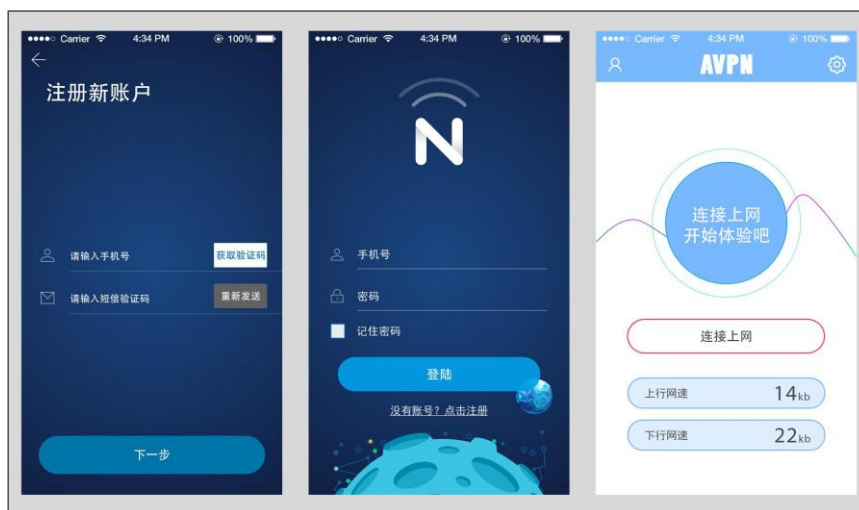 Carrier 4:34 PM 100%
注册新账户
请输入手机号 获取验证码
请输入短信验证码 重新发送
下一步
Carrier 4:34 PM 100%
N
手机号
密码
记住密码
登陆
没有账号？点击注册
Carrier 4:34 PM 100%
AVPN
连接上网
开始体验吧
连接上网
上行网速 14kb
下行网速 22kb